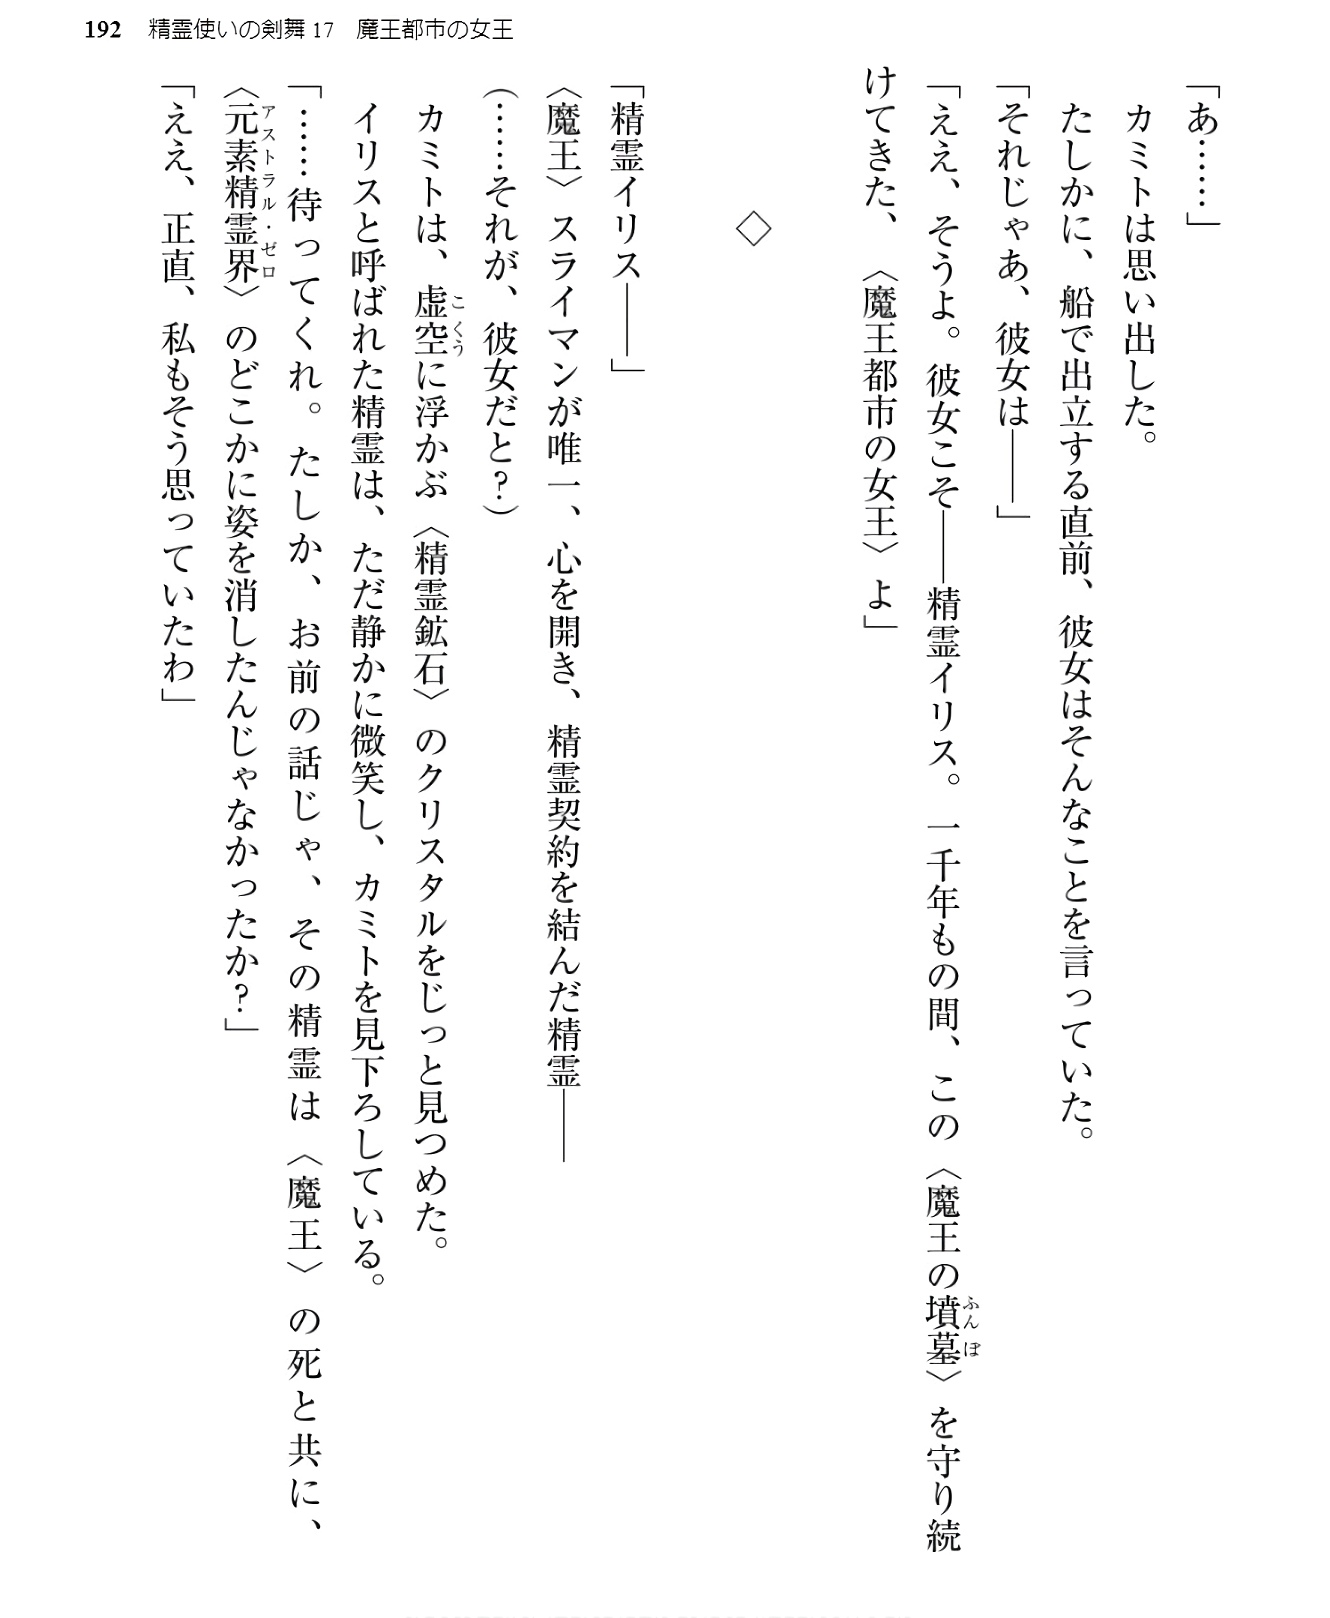 192 精霊使いの剣舞 17 魔王都市の女王
「あ……」
カミトは思い出した。
たしかに、船で出立する直前、彼女はそんなことを言っていた。
「それじゃあ、彼女は――」
「ええ、そうよ。彼女こそ――精霊イリス。一千年もの間、この〈魔王の墳墓〉を守り続
ふんぼ
けてきた、〈魔王都市の女王〉よ」
◇
「精霊イリス――」
〈魔王〉スライマンが唯一、心を開き、精霊契約を結んだ精霊――
(……それが、彼女だと?)
カミトは、虚空に浮かぶ〈精霊鉱石〉のクリスタルをじっと見つめた。
こくう
イリスと呼ばれた精霊は、ただ静かに微笑し、カミトを見下ろしている。
「……待ってくれ。たしか、お前の話じゃ、その精霊は〈魔王〉の死と共に、
〈元素精霊界〉のどこかに姿を消したんじゃなかったか?」
アストラル・ゼロ
「ええ、正直、私もそう思っていたわ」